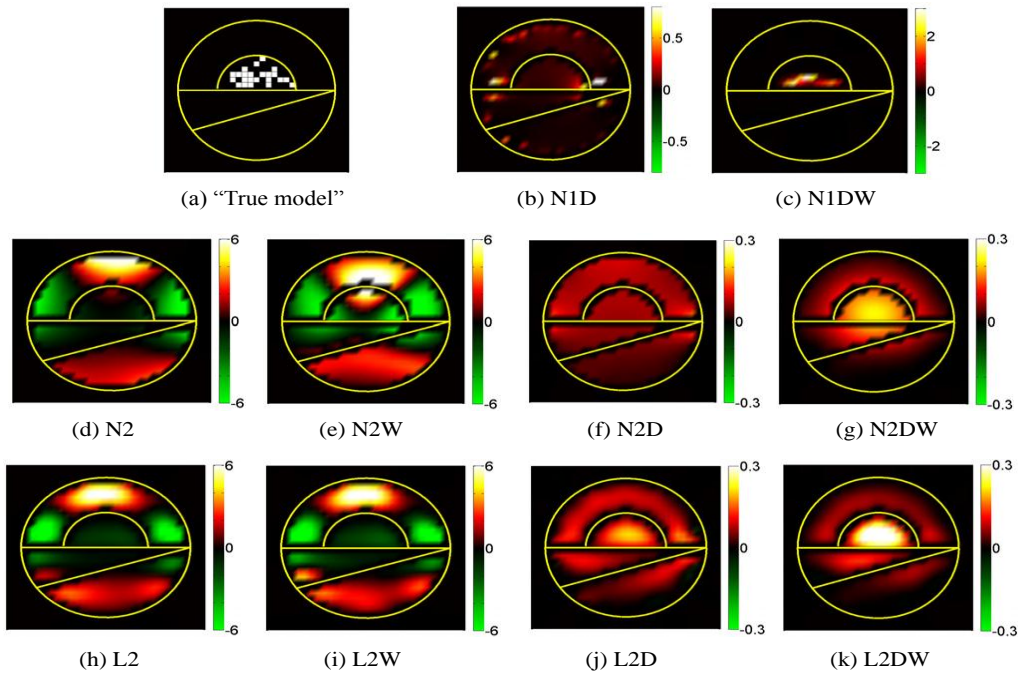 0.5
0
-0.5
2
0
-2
(a) “True model”
(b) N1D
(c) N1DW
6
0
-6
6
0
-6
0.3
0
-0.3
0.3
0
-0.3
(d) N2
(e) N2W
(f) N2D
(g) N2DW
6
0
-6
6
0
-6
0.3
0
-0.3
0.3
0
-0.3
(h) L2
(i) L2W
(j) L2D
(k) L2DW